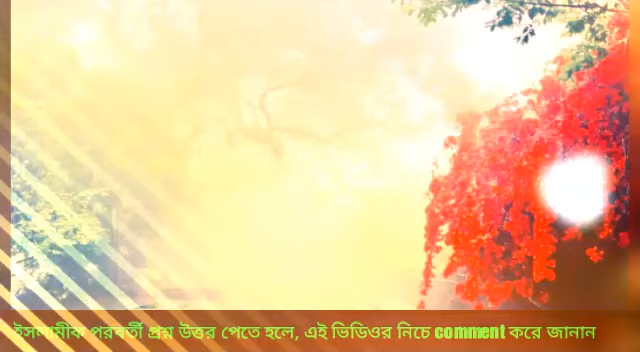 ইসলামীক পরবর্তী প্রশ্ন উত্তর পেতে হলে, এই ভিডিওর নিচে comment করে জানান